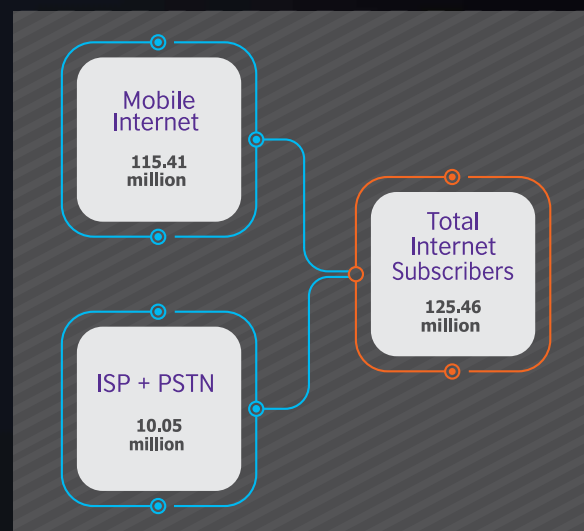 Mobile
Internet
115.41
million
Total
Internet
Subscribers
125.46
million
ISP + PSTN
10.05
million